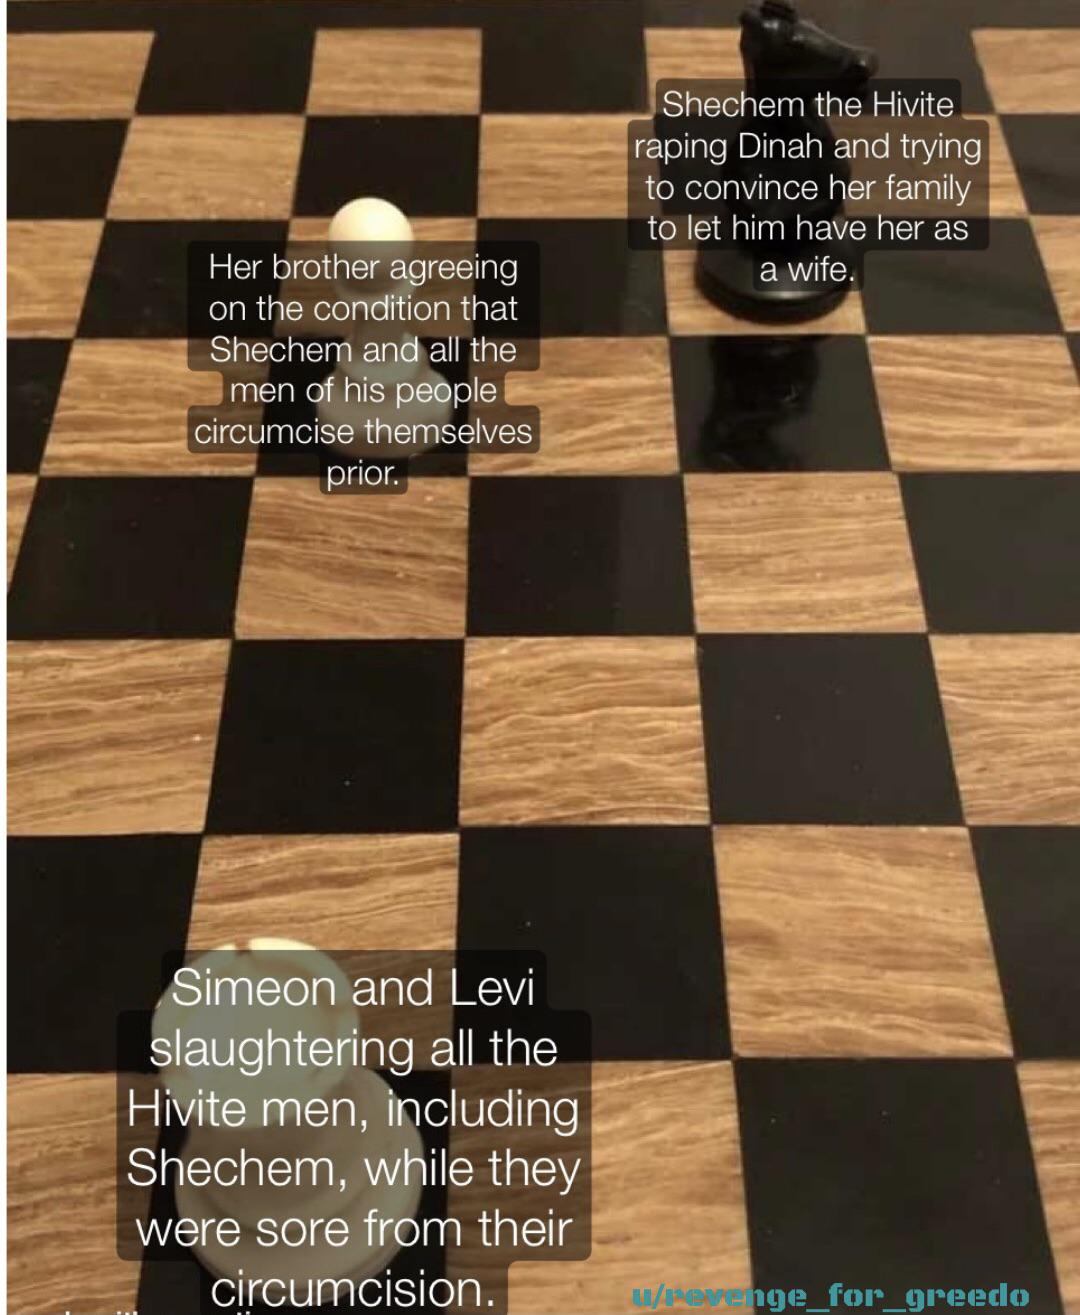 Shechem the Hivite
raping Dinah and trying
to convince her family
to let him have her as
a wife.
Her brother agreeing
on the condition that
Shechem and all the
men of his people
circumcise themselves
prior.
Simeon and Levi
slaughtering all the
Hivite men, including
Shechem, while they
were sore from their
circumcision.
u/revenge_for_greedo